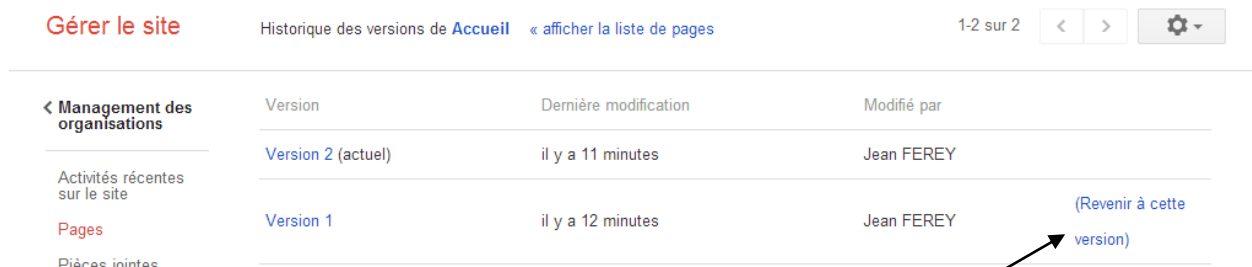 Gérer le site
Historique des versions de Accueil « afficher la liste de pages
1-2 sur 2
Management des
organisations
Version Dernière modification Modifié par
Version 2 (actuel) il y a 11 minutes Jean FEREY
Activités récentes
sur le site
Pages
Version 1 il y a 12 minutes Jean FEREY
(Revenir à cette
version)
Pièces jointes